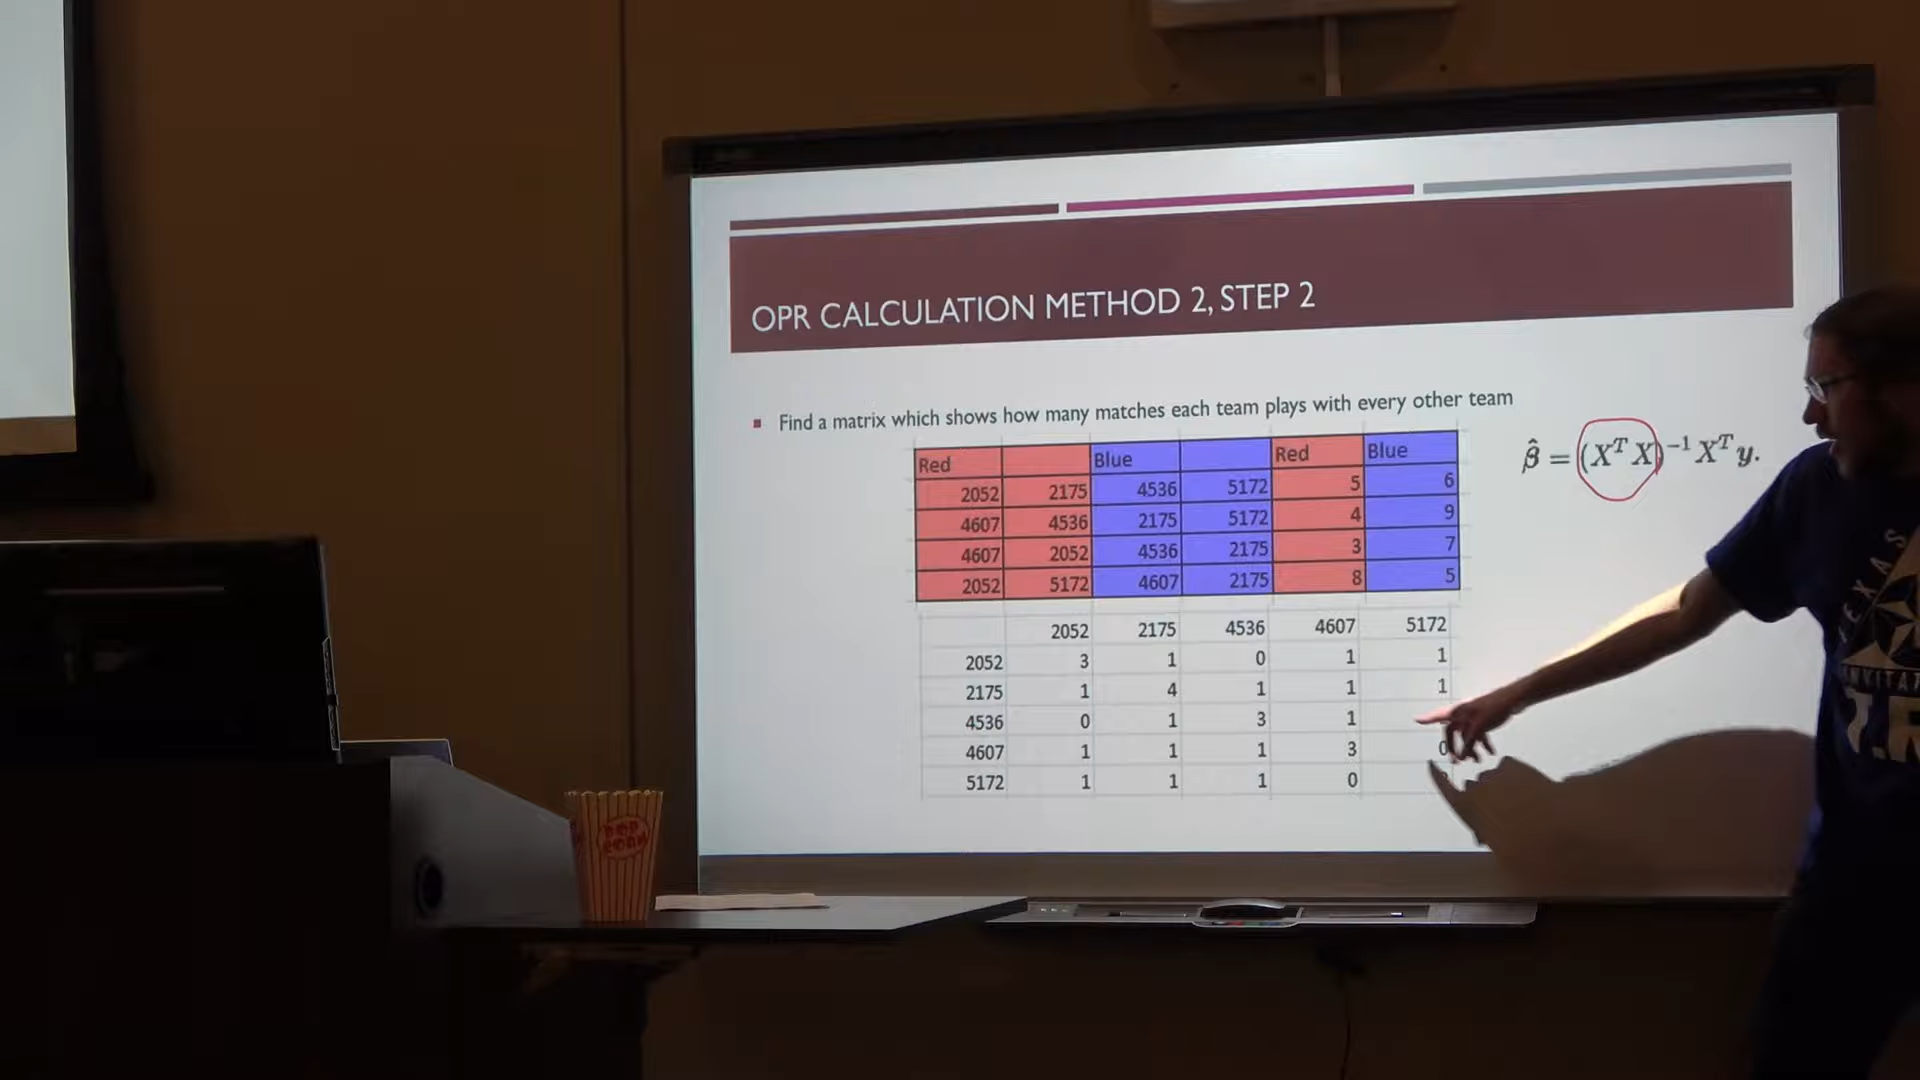 OPR CALCULATION METHOD 2, STEP 2
▪ Find a matrix which shows how many matches each team plays with every other team
Red Blue Red Blue
2052 2175 4536 5172 5 6
4607 4536 2175 5172 4 9
4607 2052 4536 2175 3 7
2052 5172 4607 2175 8 5
β̂ = (XᵀX)⁻¹Xᵀy.
2052 2175 4536 4607 5172
2052 3 1 0 1 1
2175 1 4 1 1 1
4536 0 1 3 1
4607 1 1 1 3 0
5172 1 1 1 0
POP
CORN